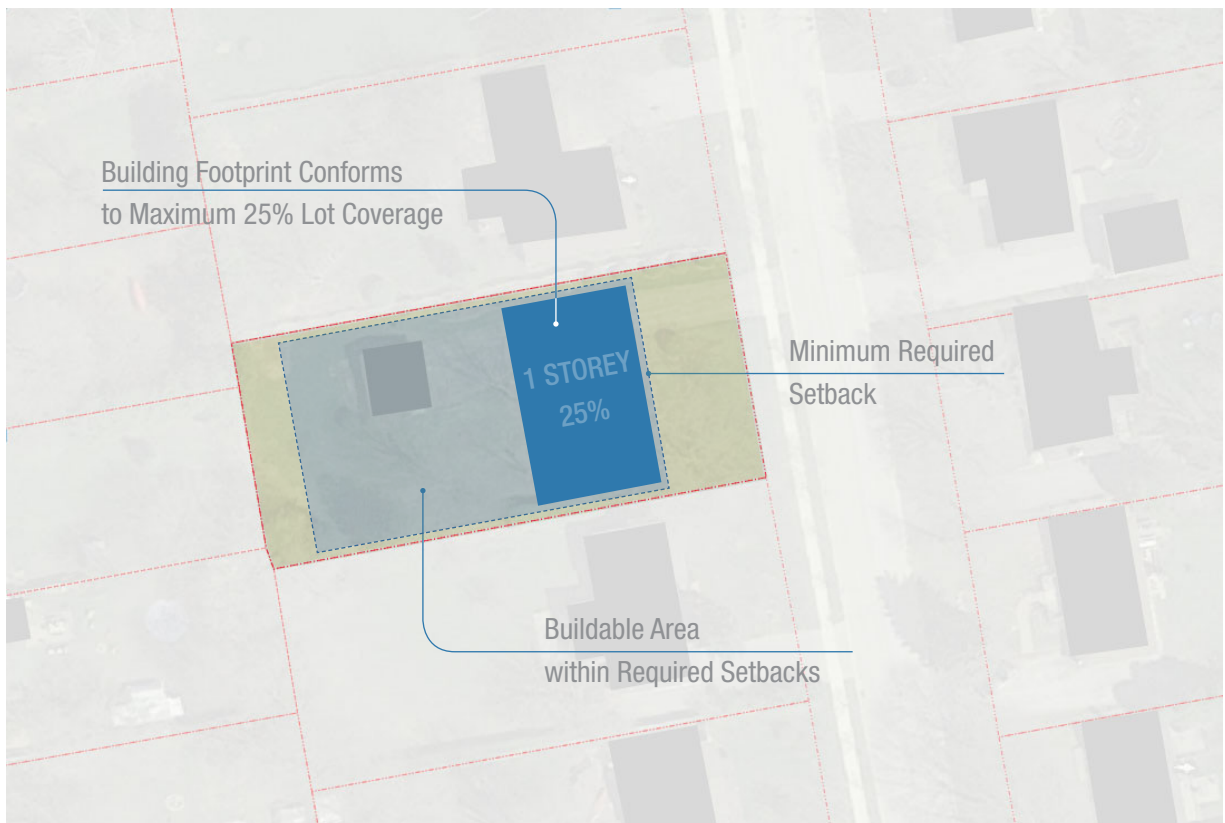 Building Footprint Conforms
to Maximum 25% Lot Coverage
1 STOREY
25%
Minimum Required
Setback
Buildable Area
within Required Setbacks